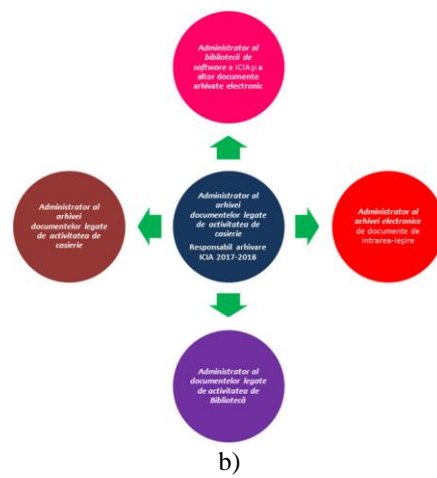 Administrator al
bibliotecii de
software a ICIA și a
altor documente
arhivate electronic
Administrator al
arhivei
documentelor legate
de activitatea de
casierie
Administrator al
arhivei
documentelor legate
de activitatea de
casierie
Responsabil arhivare
ICIA 2017-2018
Administrator al
arhivei electronice
de documente de
intrarea-ieșire
Administrator al
documentelor legate
de activitatea de
Bibliotecă
b)